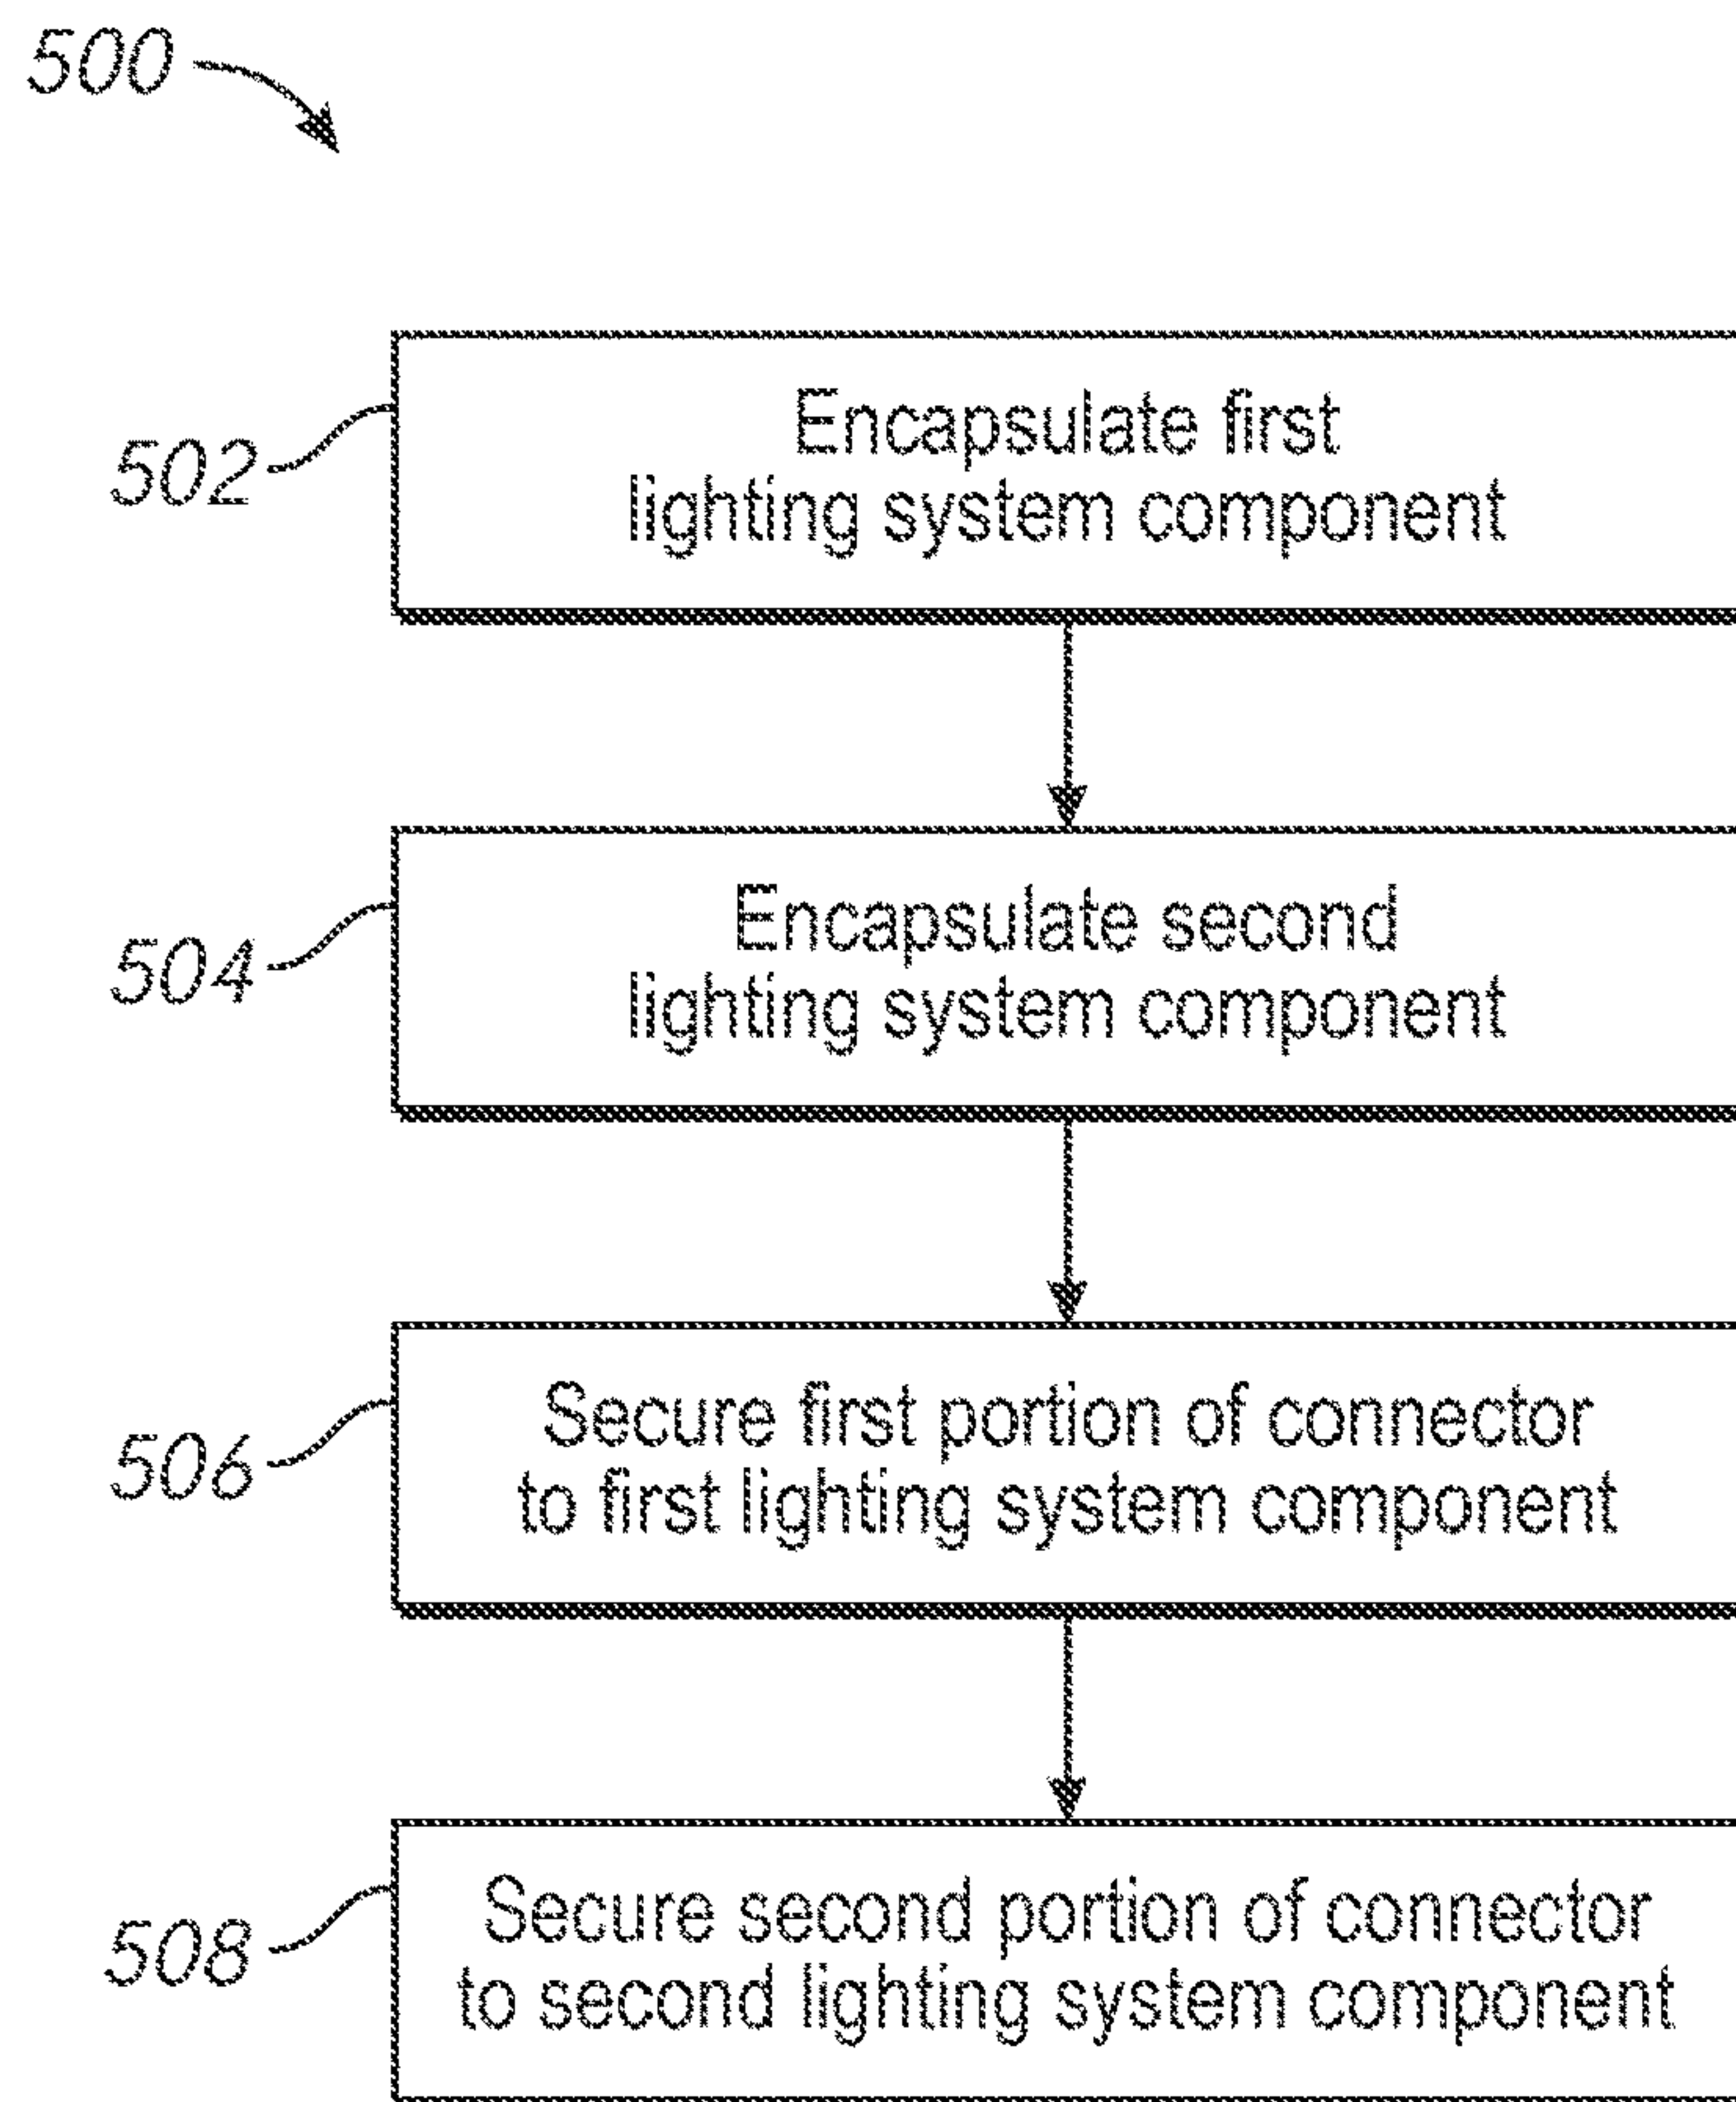 500
502
Encapsulate first
lighting system component
504
Encapsulate second
lighting system component
506
Secure first portion of connector
to first lighting system component
508
Secure second portion of connector
to second lighting system component